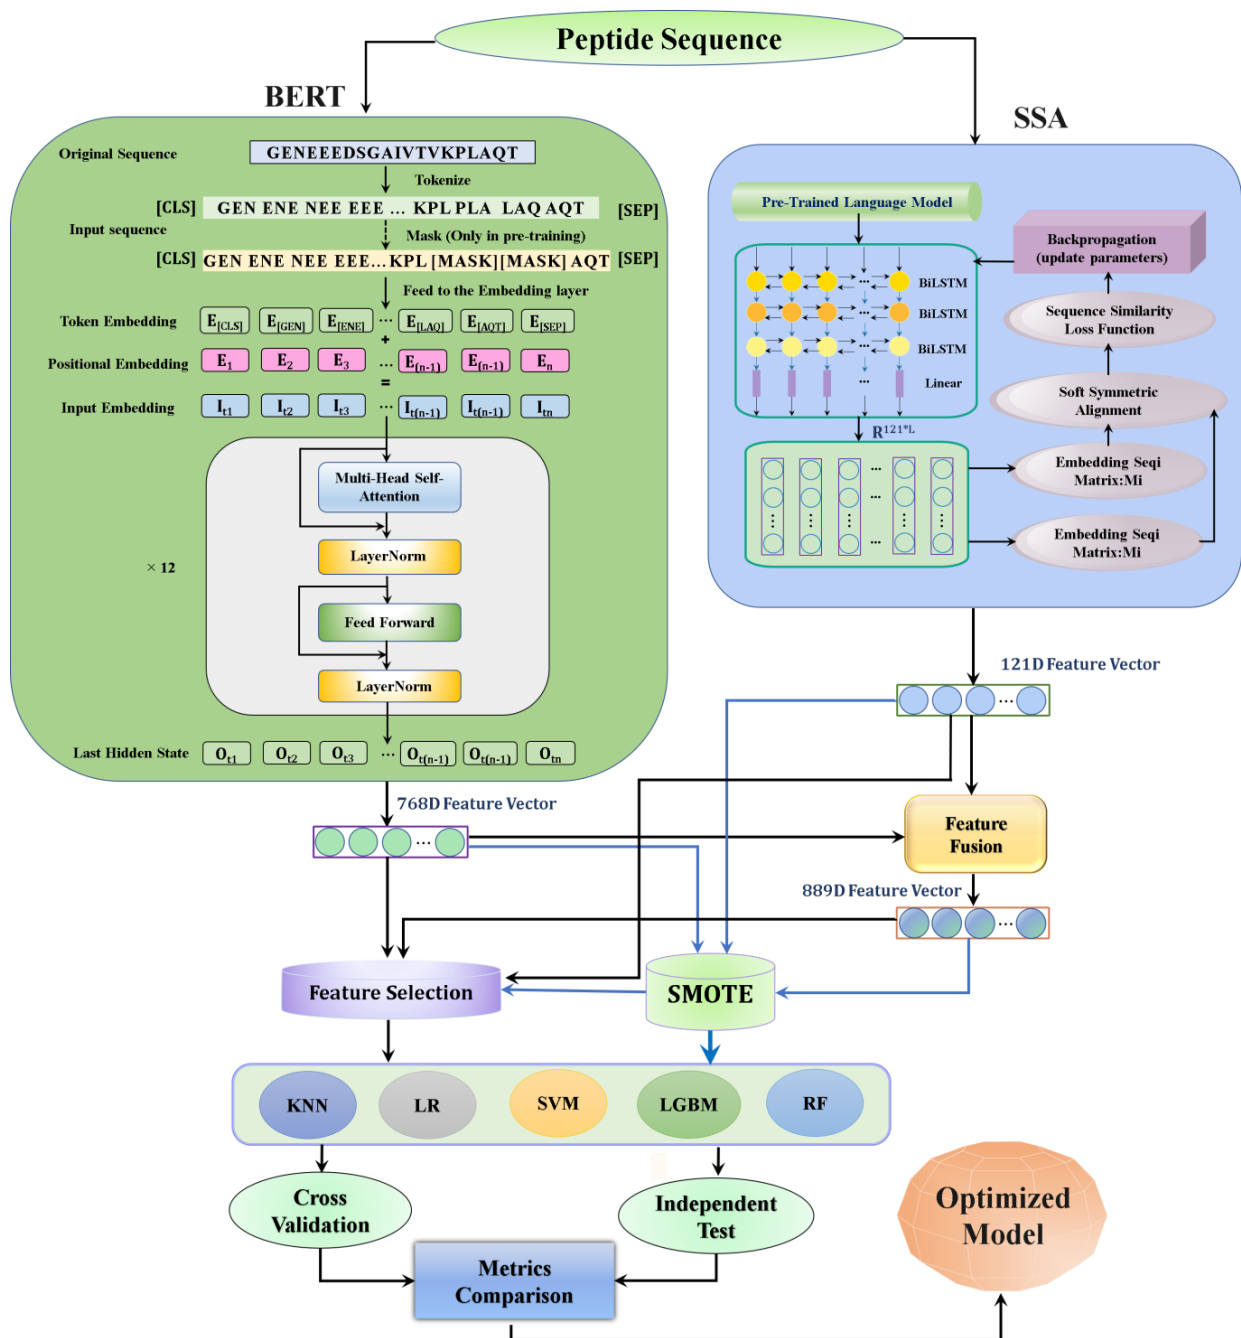 Peptide Sequence
BERT
Original Sequence
GENEEEDSGAIVTVKPLAQT
Tokenize
[CLS] GEN ENE NEE EEE ... KPL PLA LAQ AQT [SEP]
Input sequence
Mask (Only in pre-training)
[CLS] GEN ENE NEE EEE... KPL [MASK][MASK] AQT [SEP]
Feed to the Embedding layer
Token Embedding E[CLS] E[GEN] E[ENE] ... E[LAQ] E[AQT] E[SEP]
+
Positional Embedding E1 E2 E3 ... E(n-1) E(n-1) En
=
Input Embedding It1 It2 It3 ... It(n-1) It(n-1) Itn
Multi-Head Self-
Attention
LayerNorm
× 12
Feed Forward
LayerNorm
Last Hidden State Ot1 Ot2 Ot3 ... Ot(n-1) Ot(n-1) Otn
SSA
Pre-Trained Language Model
BiLSTM
BiLSTM
BiLSTM
Linear
R121*L
Backpropagation
(update parameters)
Sequence Similarity
Loss Function
Soft Symmetric
Alignment
Embedding Seqi
Matrix:Mi
Embedding Seqi
Matrix:Mi
121D Feature Vector
768D Feature Vector
Feature
Fusion
889D Feature Vector
Feature Selection
SMOTE
KNN LR SVM LGBM RF
Cross
Validation
Independent
Test
Metrics
Comparison
Optimized
Model